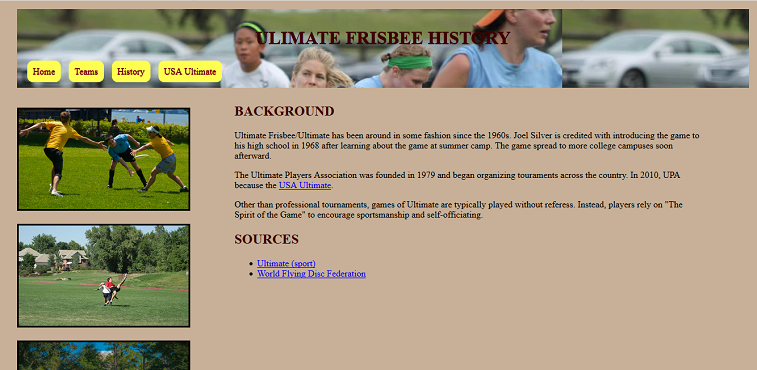 ULIMATE FRISBEE HISTORY
Home Teams History USA Ultimate
BACKGROUND
Ultimate Frisbee/Ultimate has been around in some fashion since the 1960s. Joel Silver is credited with introducing the game to
his high school in 1968 after learning about the game at summer camp. The game spread to more college campuses soon
afterward.
The Ultimate Players Association was founded in 1979 and began organizing touraments across the country. In 2010, UPA
because the USA Ultimate.
Other than professional tournaments, games of Ultimate are typically played without referess. Instead, players rely on "The
Spirit of the Game" to encourage sportsmanship and self-officiating.
SOURCES
Ultimate (sport)
World Flying Disc Federation